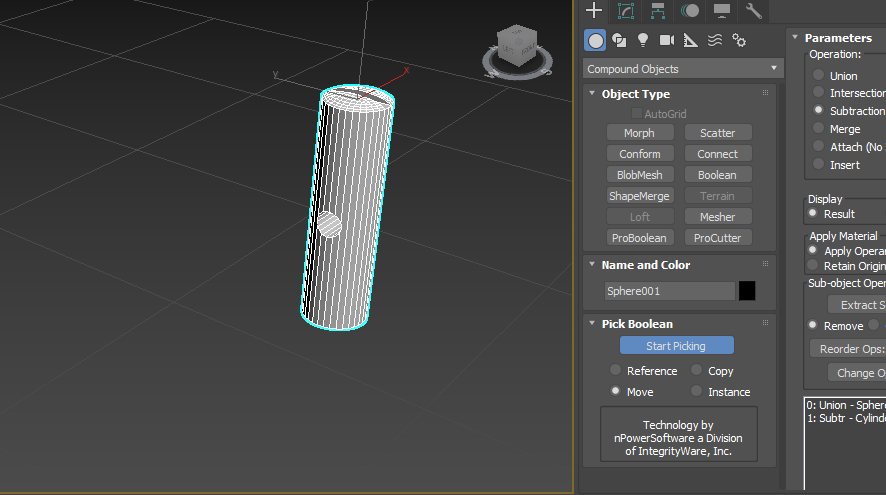 Parameters
Operation:
Union
Intersection
Subtraction
Merge
Attach (No
Insert
Display
Result
Apply Material
Apply Operan
Retain Origin
Sub-object Oper
Extract S
Remove
Reorder Ops:
Change O
0: Union - Sphere
1: Subtr - Cylinde
Compound Objects
Object Type
AutoGrid
Morph Scatter
Conform Connect
BlobMesh Boolean
ShapeMerge Terrain
Loft Mesher
ProBoolean ProCutter
Name and Color
Sphere001
Pick Boolean
Start Picking
Reference Copy
Move Instance
Technology by
nPowerSoftware a Division
of IntegrityWare, Inc.
x
y